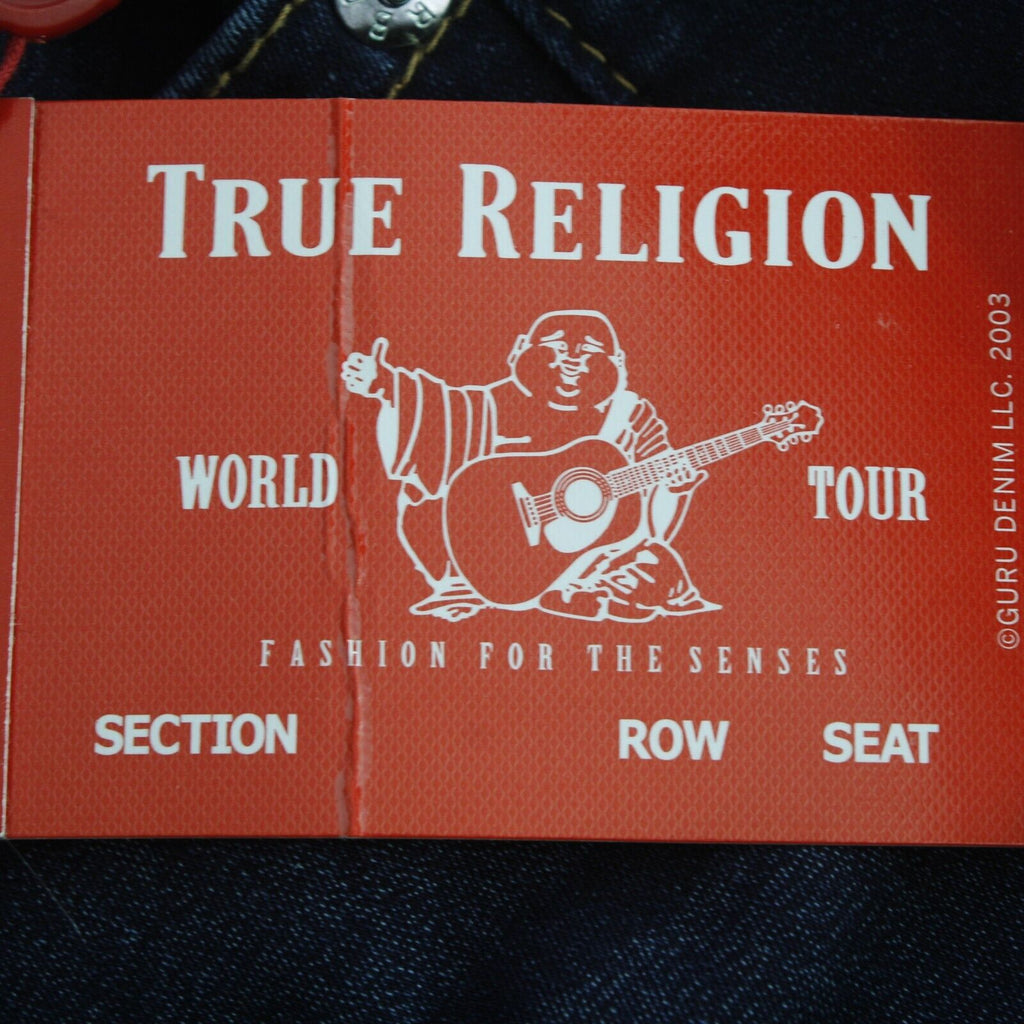 TRUE RELIGION
WORLD TOUR
FASHION FOR THE SENSES
SECTION ROW SEAT
©GURU DENIM LLC. 2003